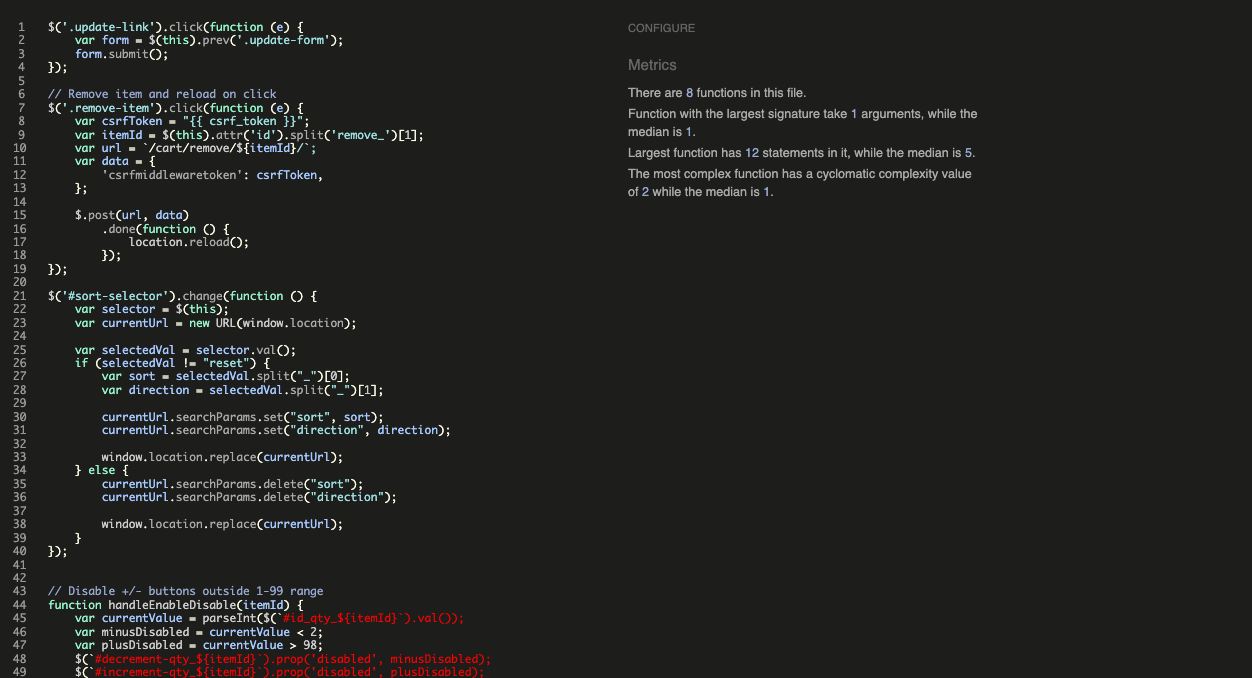 1 $('.update-link').click(function (e) {
2     var form = $(this).prev('.update-form');
3     form.submit();
4 });
5
6 // Remove item and reload on click
7 $('.remove-item').click(function (e) {
8     var csrfToken = "{{ csrf_token }}";
9     var itemId = $(this).attr('id').split('remove_')[1];
10     var url = `/cart/remove/${itemId}/`;
11     var data = {
12         'csrfmiddlewaretoken': csrfToken,
13     };
14
15     $.post(url, data)
16         .done(function () {
17             location.reload();
18         });
19 });
20
21 $('#sort-selector').change(function () {
22     var selector = $(this);
23     var currentUrl = new URL(window.location);
24
25     var selectedVal = selector.val();
26     if (selectedVal != "reset") {
27         var sort = selectedVal.split("_")[0];
28         var direction = selectedVal.split("_")[1];
29
30         currentUrl.searchParams.set("sort", sort);
31         currentUrl.searchParams.set("direction", direction);
32
33         window.location.replace(currentUrl);
34     } else {
35         currentUrl.searchParams.delete("sort");
36         currentUrl.searchParams.delete("direction");
37
38         window.location.replace(currentUrl);
39     }
40 });
41
42
43 // Disable +/- buttons outside 1-99 range
44 function handleEnableDisable(itemId) {
45     var currentValue = parseInt($(`#id_qty_${itemId}`).val());
46     var minusDisabled = currentValue < 2;
47     var plusDisabled = currentValue > 98;
48     $(`#decrement-qty_${itemId}`).prop('disabled', minusDisabled);
49     $(`#increment-qty_${itemId}`).prop('disabled', plusDisabled);
CONFIGURE
Metrics
There are 8 functions in this file.
Function with the largest signature take 1 arguments, while the
median is 1.
Largest function has 12 statements in it, while the median is 5.
The most complex function has a cyclomatic complexity value
of 2 while the median is 1.